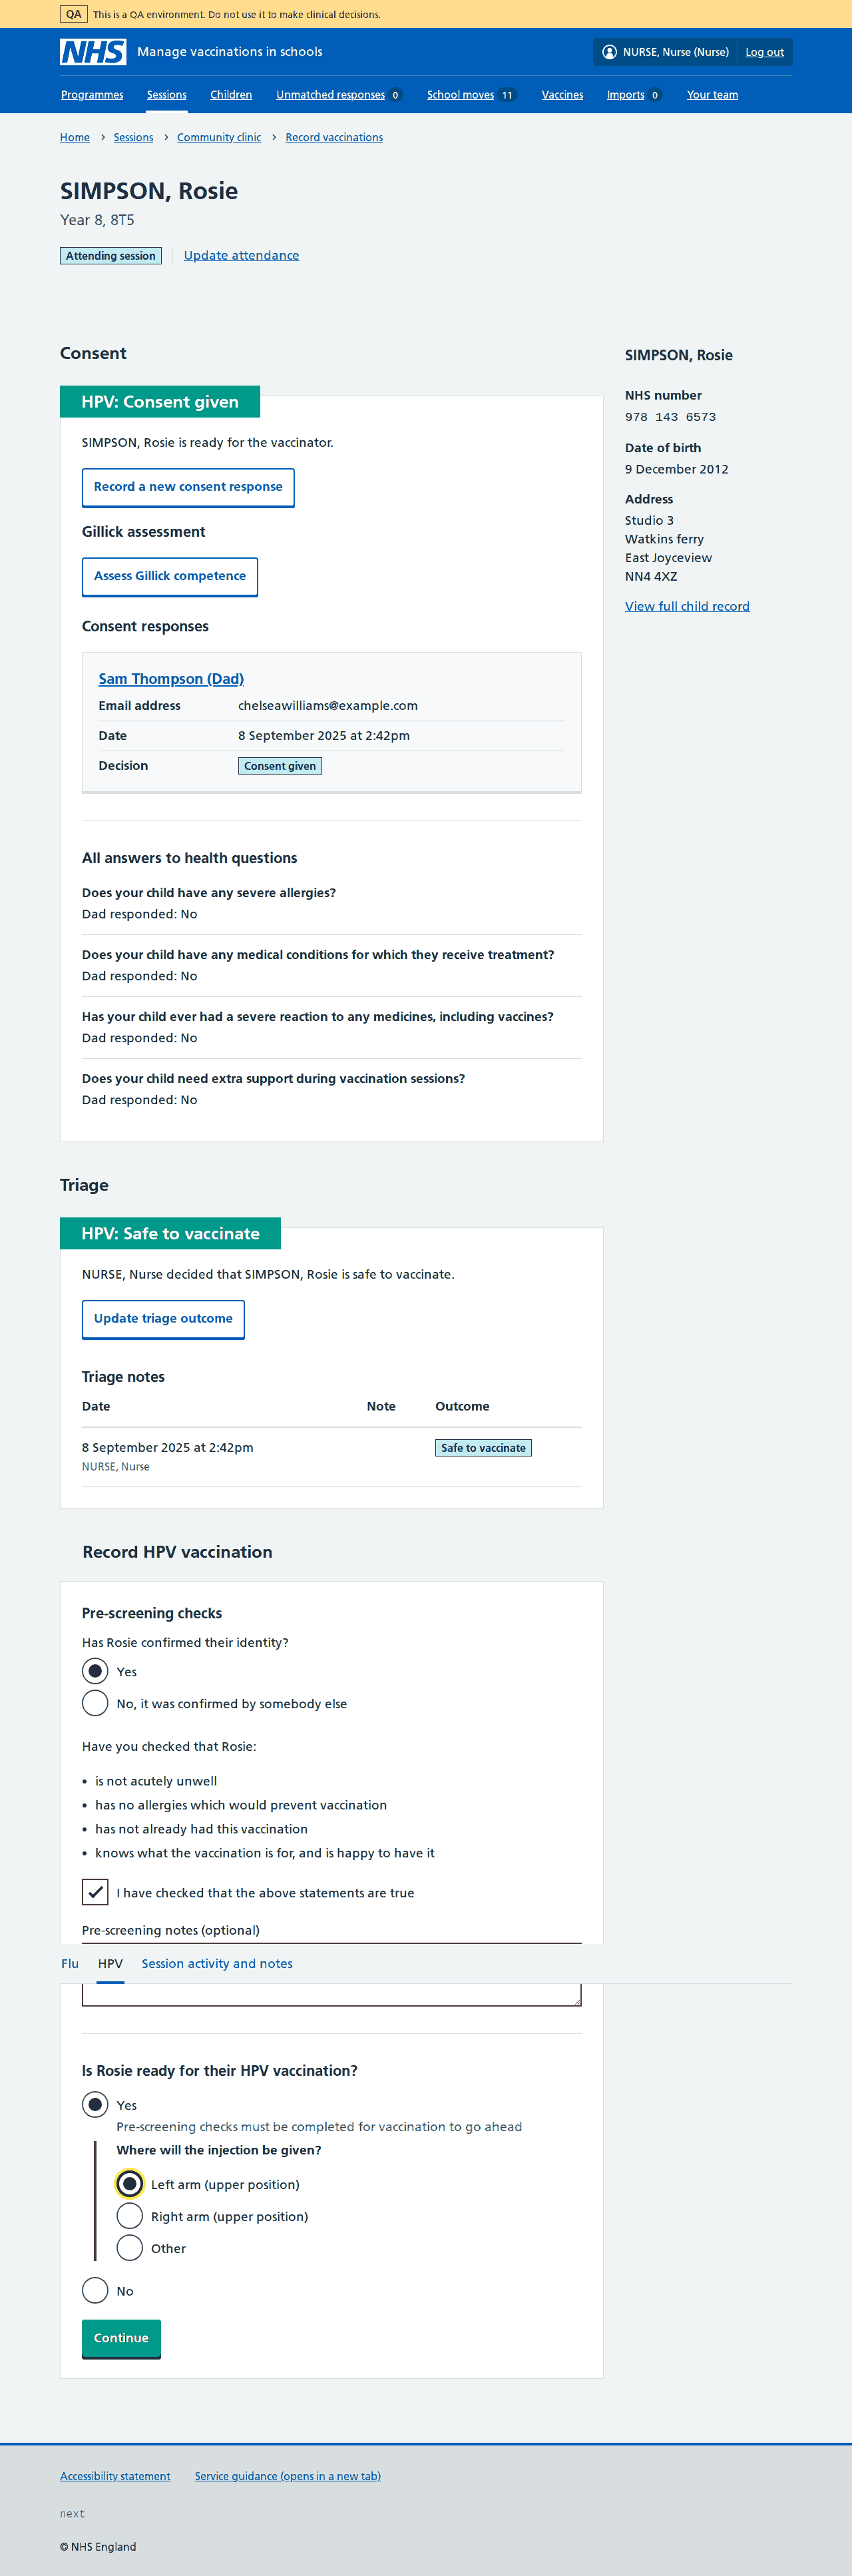 QA This is a QA environment. Do not use it to make clinical decisions.
NHS Manage vaccinations in schools NURSE, Nurse (Nurse) Log out
Programmes Sessions Children Unmatched responses 0 School moves 11 Vaccines Imports 0 Your team
Home Sessions Community clinic Record vaccinations
SIMPSON, Rosie
Year 8, 8T5
Attending session Update attendance
Consent
HPV: Consent given
SIMPSON, Rosie is ready for the vaccinator.
Record a new consent response
Gillick assessment
Assess Gillick competence
Consent responses
Sam Thompson (Dad)
Email address chelseawilliams@example.com
Date 8 September 2025 at 2:42pm
Decision Consent given
All answers to health questions
Does your child have any severe allergies?
Dad responded: No
Does your child have any medical conditions for which they receive treatment?
Dad responded: No
Has your child ever had a severe reaction to any medicines, including vaccines?
Dad responded: No
Does your child need extra support during vaccination sessions?
Dad responded: No
SIMPSON, Rosie
NHS number
978 143 6573
Date of birth
9 December 2012
Address
Studio 3
Watkins ferry
East Joyceview
NN4 4XZ
View full child record
Triage
HPV: Safe to vaccinate
NURSE, Nurse decided that SIMPSON, Rosie is safe to vaccinate.
Update triage outcome
Triage notes
Date Note Outcome
8 September 2025 at 2:42pm Safe to vaccinate
NURSE, Nurse
Record HPV vaccination
Pre-screening checks
Has Rosie confirmed their identity?
Yes
No, it was confirmed by somebody else
Have you checked that Rosie:
• is not acutely unwell
• has no allergies which would prevent vaccination
• has not already had this vaccination
• knows what the vaccination is for, and is happy to have it
I have checked that the above statements are true
Pre-screening notes (optional)
Flu HPV Session activity and notes
Is Rosie ready for their HPV vaccination?
Yes
Pre-screening checks must be completed for vaccination to go ahead
Where will the injection be given?
Left arm (upper position)
Right arm (upper position)
Other
No
Continue
Accessibility statement Service guidance (opens in a new tab)
next
© NHS England